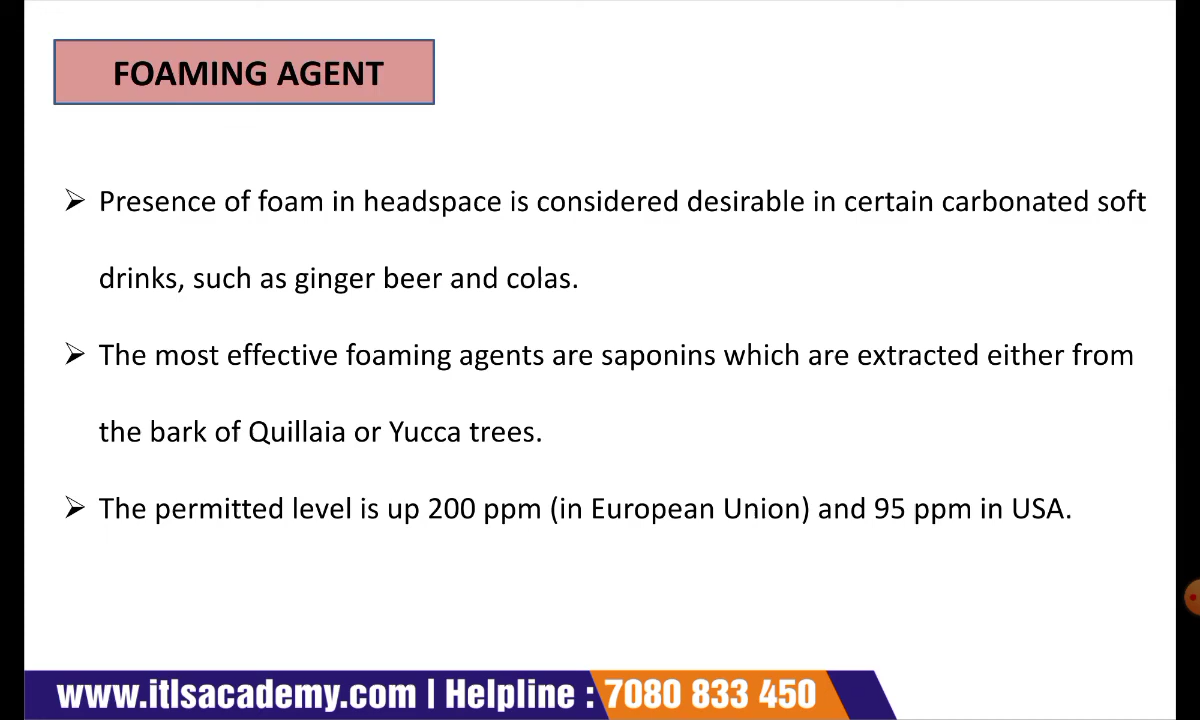 FOAMING AGENT
➢ Presence of foam in headspace is considered desirable in certain carbonated soft
drinks, such as ginger beer and colas.
➢ The most effective foaming agents are saponins which are extracted either from
the bark of Quillaia or Yucca trees.
➢ The permitted level is up 200 ppm (in European Union) and 95 ppm in USA.
www.itlsacademy.com | Helpline : 7080 833 450